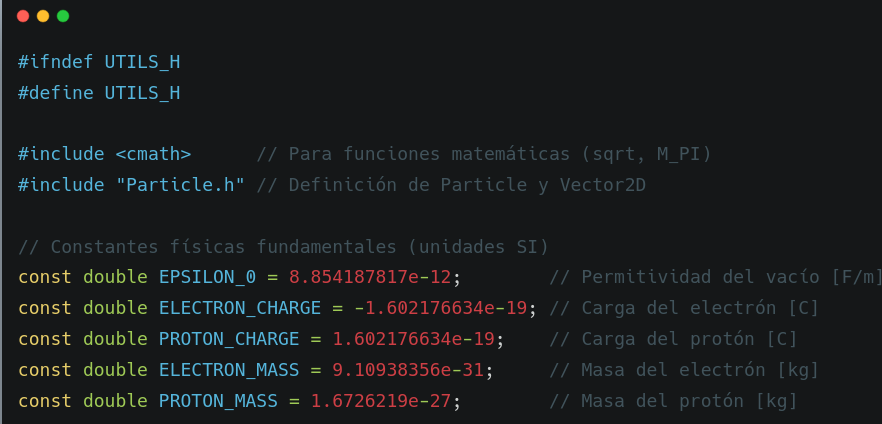 #ifndef UTILS_H
#define UTILS_H
#include <cmath> // Para funciones matemáticas (sqrt, M_PI)
#include "Particle.h" // Definición de Particle y Vector2D
// Constantes físicas fundamentales (unidades SI)
const double EPSILON_0 = 8.854187817e-12; // Permitividad del vacío [F/m]
const double ELECTRON_CHARGE = -1.602176634e-19; // Carga del electrón [C]
const double PROTON_CHARGE = 1.602176634e-19; // Carga del protón [C]
const double ELECTRON_MASS = 9.10938356e-31; // Masa del electrón [kg]
const double PROTON_MASS = 1.6726219e-27; // Masa del protón [kg]